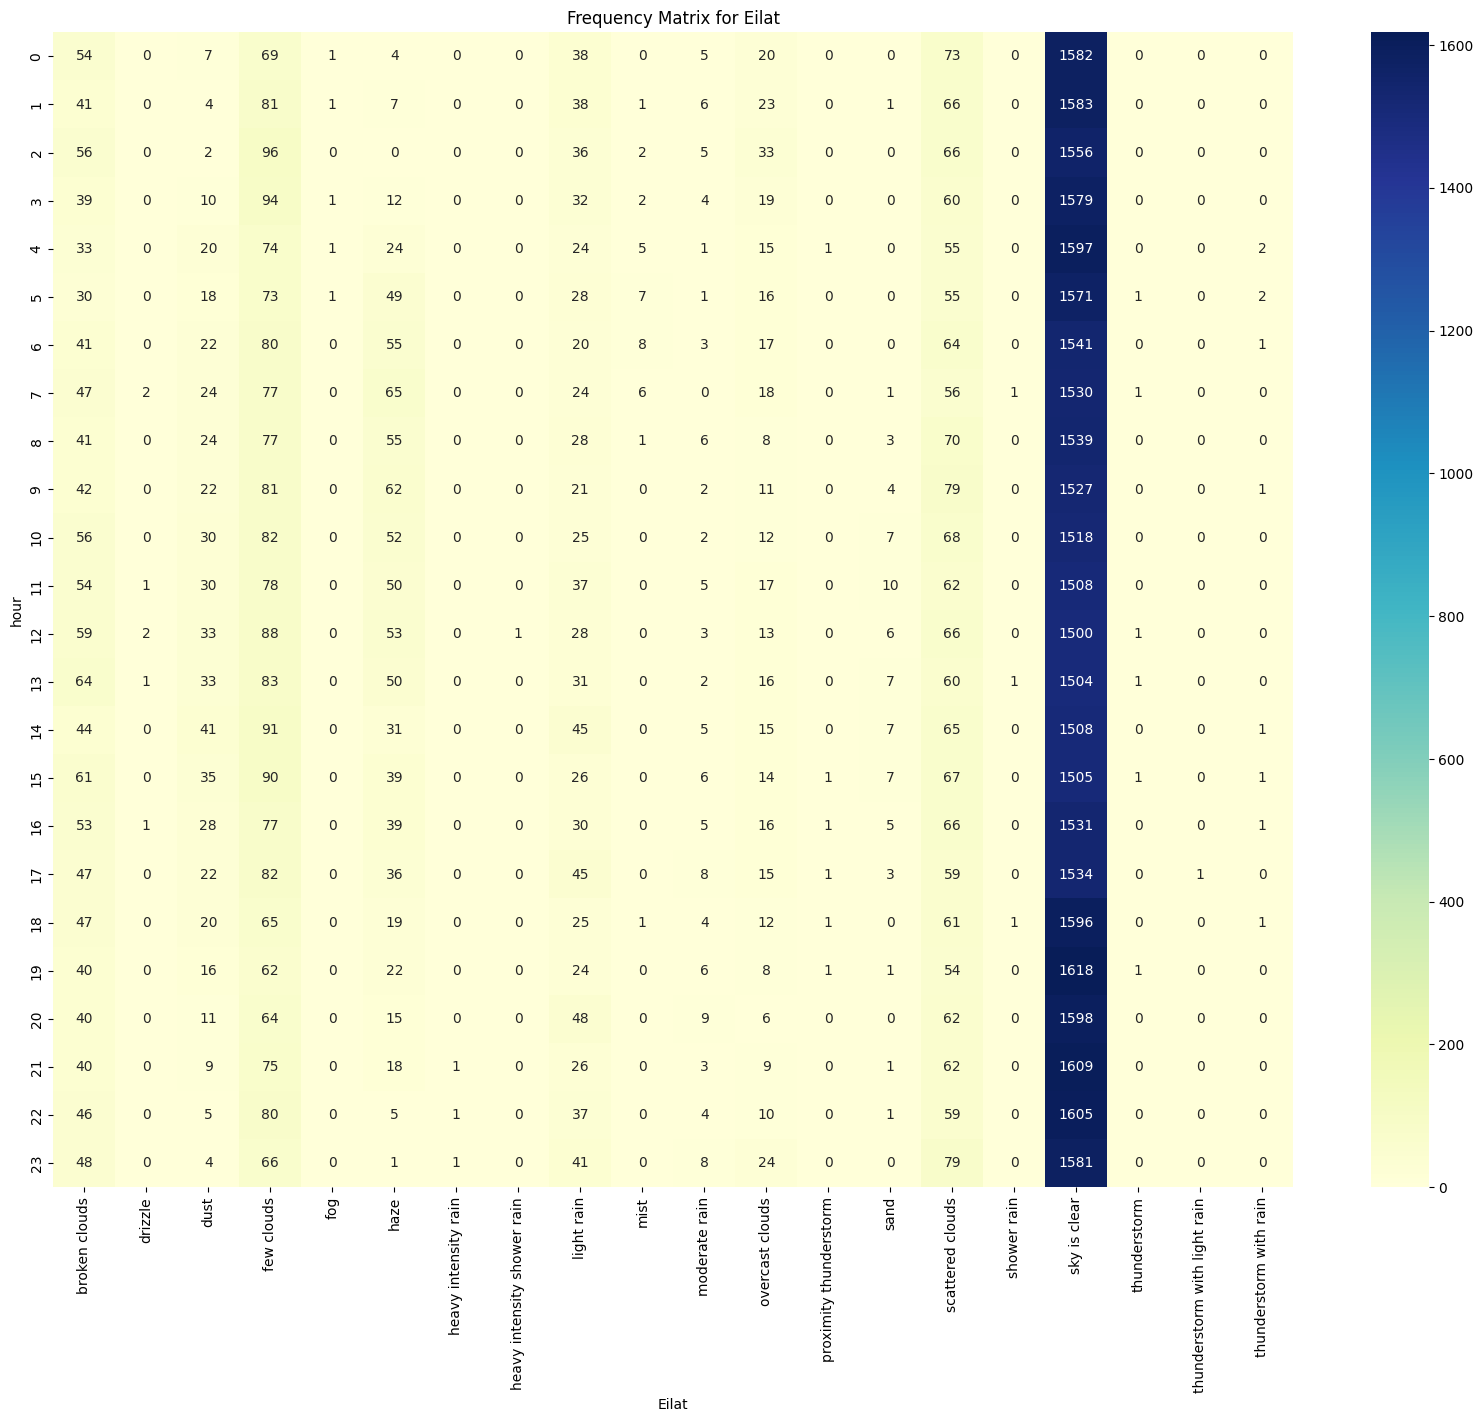 Frequency Matrix for Eilat
0 54 0 7 69 1 4 0 0 38 0 5 20 0 0 73 0 1582 0 0 0
1 41 0 4 81 1 7 0 0 38 1 6 23 0 1 66 0 1583 0 0 0
2 56 0 2 96 0 0 0 0 36 2 5 33 0 0 66 0 1556 0 0 0
3 39 0 10 94 1 12 0 0 32 2 4 19 0 0 60 0 1579 0 0 0
4 33 0 20 74 1 24 0 0 24 5 1 15 1 0 55 0 1597 0 0 2
5 30 0 18 73 1 49 0 0 28 7 1 16 0 0 55 0 1571 1 0 2
6 41 0 22 80 0 55 0 0 20 8 3 17 0 0 64 0 1541 0 0 1
7 47 2 24 77 0 65 0 0 24 6 0 18 0 1 56 1 1530 1 0 0
8 41 0 24 77 0 55 0 0 28 1 6 8 0 3 70 0 1539 0 0 0
9 42 0 22 81 0 62 0 0 21 0 2 11 0 4 79 0 1527 0 0 1
10 56 0 30 82 0 52 0 0 25 0 2 12 0 7 68 0 1518 0 0 0
11 54 1 30 78 0 50 0 0 37 0 5 17 0 10 62 0 1508 0 0 0
12 59 2 33 88 0 53 0 1 28 0 3 13 0 6 66 0 1500 1 0 0
13 64 1 33 83 0 50 0 0 31 0 2 16 0 7 60 1 1504 1 0 0
14 44 0 41 91 0 31 0 0 45 0 5 15 0 7 65 0 1508 0 0 1
15 61 0 35 90 0 39 0 0 26 0 6 14 1 7 67 0 1505 1 0 1
16 53 1 28 77 0 39 0 0 30 0 5 16 1 5 66 0 1531 0 0 1
17 47 0 22 82 0 36 0 0 45 0 8 15 1 3 59 0 1534 0 1 0
18 47 0 20 65 0 19 0 0 25 1 4 12 1 0 61 1 1596 0 0 1
19 40 0 16 62 0 22 0 0 24 0 6 8 1 1 54 0 1618 1 0 0
20 40 0 11 64 0 15 0 0 48 0 9 6 0 0 62 0 1598 0 0 0
21 40 0 9 75 0 18 1 0 26 0 3 9 0 1 62 0 1609 0 0 0
22 46 0 5 80 0 5 1 0 37 0 4 10 0 1 59 0 1605 0 0 0
23 48 0 4 66 0 1 1 0 41 0 8 24 0 0 79 0 1581 0 0 0
hour
broken clouds
drizzle
dust
few clouds
fog
haze
heavy intensity rain
heavy intensity shower rain
light rain
mist
moderate rain
overcast clouds
proximity thunderstorm
sand
scattered clouds
shower rain
sky is clear
thunderstorm
thunderstorm with light rain
thunderstorm with rain
Eilat
1600
1400
1200
1000
800
600
400
200
0